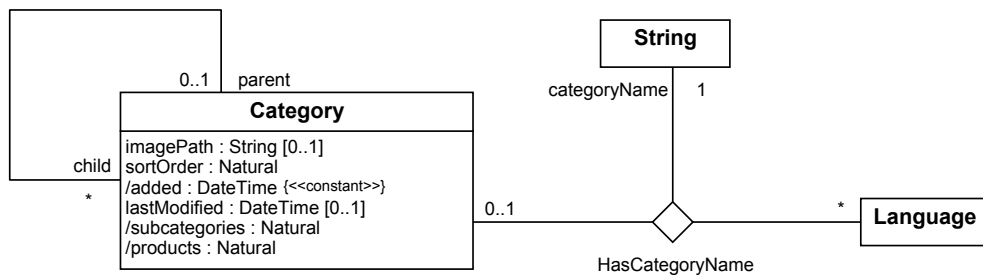 String
0..1 parent
categoryName 1
Category
imagePath : String [0..1]
sortOrder : Natural
/added : DateTime {<<constant>>}
lastModified : DateTime [0..1]
/subcategories : Natural
/products : Natural
child
*
0..1
*
Language
HasCategoryName